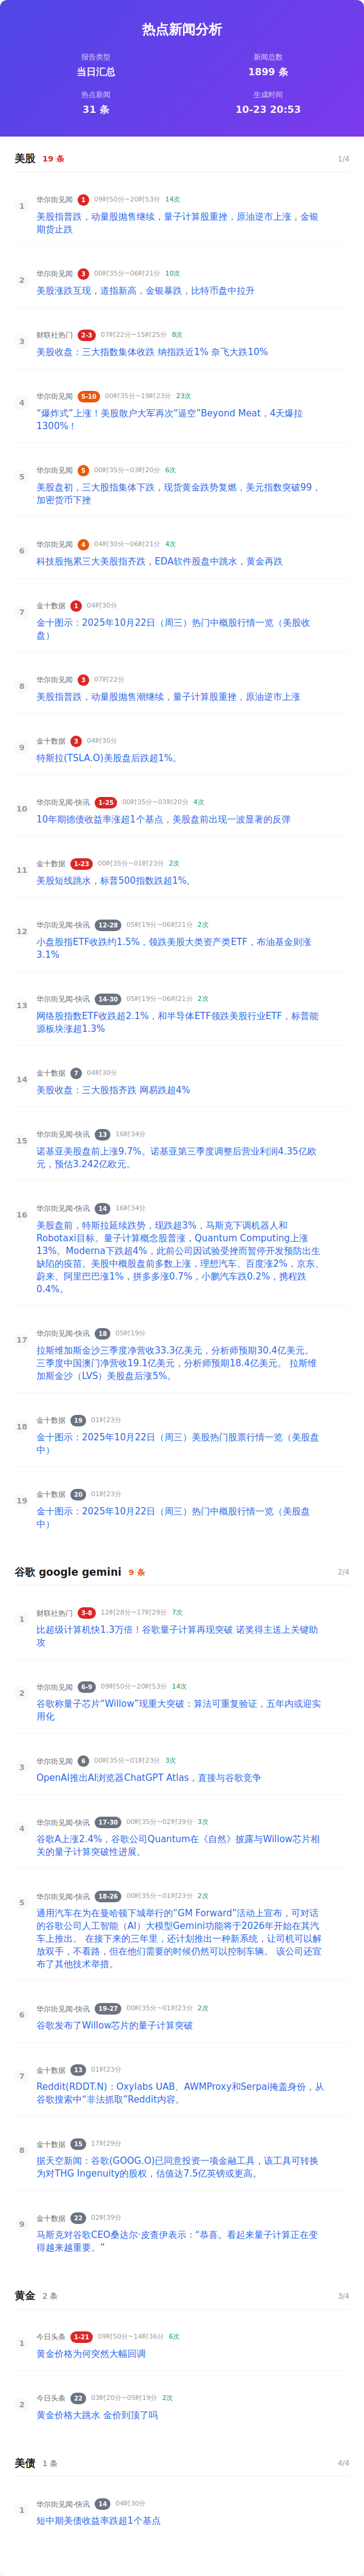 热点新闻分析
报告类型
当日汇总
新闻总数
1899 条
热点新闻
31 条
生成时间
10-23 20:53
美股 19 条 1/4
1
华尔街见闻 1 09时50分~20时53分 14次
美股指普跌，动量股抛售继续，量子计算股重挫，原油逆市上涨，金银
期货止跌
2
华尔街见闻 3 00时35分~06时21分 10次
美股涨跌互现，道指新高，金银暴跌，比特币盘中拉升
3
财联社热门 2-3 07时22分~15时25分 8次
美股收盘：三大指数集体收跌 纳指跌近1% 奈飞大跌10%
4
华尔街见闻 5-10 00时35分~19时23分 23次
“爆炸式”上涨！美股散户大军再次“逼空”Beyond Meat，4天爆拉
1300%！
5
华尔街见闻 5 00时35分~03时20分 6次
美股盘初，三大股指集体下跌，现货黄金跌势复燃，美元指数突破99，
加密货币下挫
6
华尔街见闻 4 04时30分~06时21分 4次
科技股拖累三大美股指齐跌，EDA软件股盘中跳水，黄金再跌
7
金十数据 1 04时30分
金十图示：2025年10月22日（周三）热门中概股行情一览（美股收
盘）
8
华尔街见闻 3 07时22分
美股指普跌，动量股抛售潮继续，量子计算股重挫，原油逆市上涨
9
金十数据 3 04时30分
特斯拉(TSLA.O)美股盘后跌超1%。
10
华尔街见闻-快讯 1-25 00时35分~03时20分 4次
10年期德债收益率涨超1个基点，美股盘前出现一波显著的反弹
11
金十数据 1-23 00时35分~01时23分 2次
美股短线跳水，标普500指数跌超1%。
12
华尔街见闻-快讯 12-28 05时19分~06时21分 2次
小盘股指ETF收跌约1.5%，领跌美股大类资产类ETF，布油基金则涨
3.1%
13
华尔街见闻-快讯 14-30 05时19分~06时21分 2次
网络股指数ETF收跌超2.1%，和半导体ETF领跌美股行业ETF，标普能
源板块涨超1.3%
14
金十数据 7 04时30分
美股收盘：三大股指齐跌 网易跌超4%
15
华尔街见闻-快讯 13 16时34分
诺基亚美股盘前上涨9.7%。诺基亚第三季度调整后营业利润4.35亿欧
元，预估3.242亿欧元。
16
华尔街见闻-快讯 14 16时34分
美股盘前，特斯拉延续跌势，现跌超3%，马斯克下调机器人和
Robotaxi目标。量子计算概念股普涨，Quantum Computing上涨
13%。Moderna下跌超4%，此前公司因试验受挫而暂停开发预防出生
缺陷的疫苗。美股中概股盘前多数上涨，理想汽车、百度涨2%，京东、
蔚来、阿里巴巴涨1%，拼多多涨0.7%，小鹏汽车跌0.2%，携程跌
0.4%。
17
华尔街见闻-快讯 18 05时19分
拉斯维加斯金沙三季度净营收33.3亿美元，分析师预期30.4亿美元。
三季度中国澳门净营收19.1亿美元，分析师预期18.4亿美元。 拉斯维
加斯金沙（LVS）美股盘后涨5%。
18
金十数据 19 01时23分
金十图示：2025年10月22日（周三）美股热门股票行情一览（美股盘
中）
19
金十数据 20 01时23分
金十图示：2025年10月22日（周三）热门中概股行情一览（美股盘
中）
谷歌 google gemini 9 条 2/4
1
财联社热门 3-8 12时28分~17时29分 7次
比超级计算机快1.3万倍！谷歌量子计算再现突破 诺奖得主送上关键助
攻
2
华尔街见闻 6-9 09时50分~20时53分 14次
谷歌称量子芯片“Willow”现重大突破：算法可重复验证，五年内或迎实
用化
3
华尔街见闻 6 00时35分~01时23分 3次
OpenAI推出AI浏览器ChatGPT Atlas，直接与谷歌竞争
4
华尔街见闻-快讯 17-30 00时35分~02时39分 3次
谷歌A上涨2.4%，谷歌公司Quantum在《自然》披露与Willow芯片相
关的量子计算突破性进展。
5
华尔街见闻-快讯 18-26 00时35分~01时23分 2次
通用汽车在为在曼哈顿下城举行的“GM Forward”活动上宣布，可对话
的谷歌公司人工智能（AI）大模型Gemini功能将于2026年开始在其汽
车上推出。 在接下来的三年里，还计划推出一种新系统，让司机可以解
放双手，不看路，但在他们需要的时候仍然可以控制车辆。 该公司还宣
布了其他技术举措。
6
华尔街见闻-快讯 19-27 00时35分~01时23分 2次
谷歌发布了Willow芯片的量子计算突破
7
金十数据 13 01时23分
Reddit(RDDT.N)：Oxylabs UAB、AWMProxy和Serpai掩盖身份，从
谷歌搜索中“非法抓取”Reddit内容。
8
金十数据 15 17时29分
据天空新闻：谷歌(GOOG.O)已同意投资一项金融工具，该工具可转换
为对THG Ingenuity的股权，估值达7.5亿英镑或更高。
9
金十数据 22 02时39分
马斯克对谷歌CEO桑达尔·皮查伊表示：“恭喜。看起来量子计算正在变
得越来越重要。”
黄金 2 条 3/4
1
今日头条 1-21 09时50分~14时36分 6次
黄金价格为何突然大幅回调
2
今日头条 22 03时20分~05时19分 2次
黄金价格大跳水 金价到顶了吗
美债 1 条 4/4
1
华尔街见闻-快讯 14 04时30分
短中期美债收益率跌超1个基点